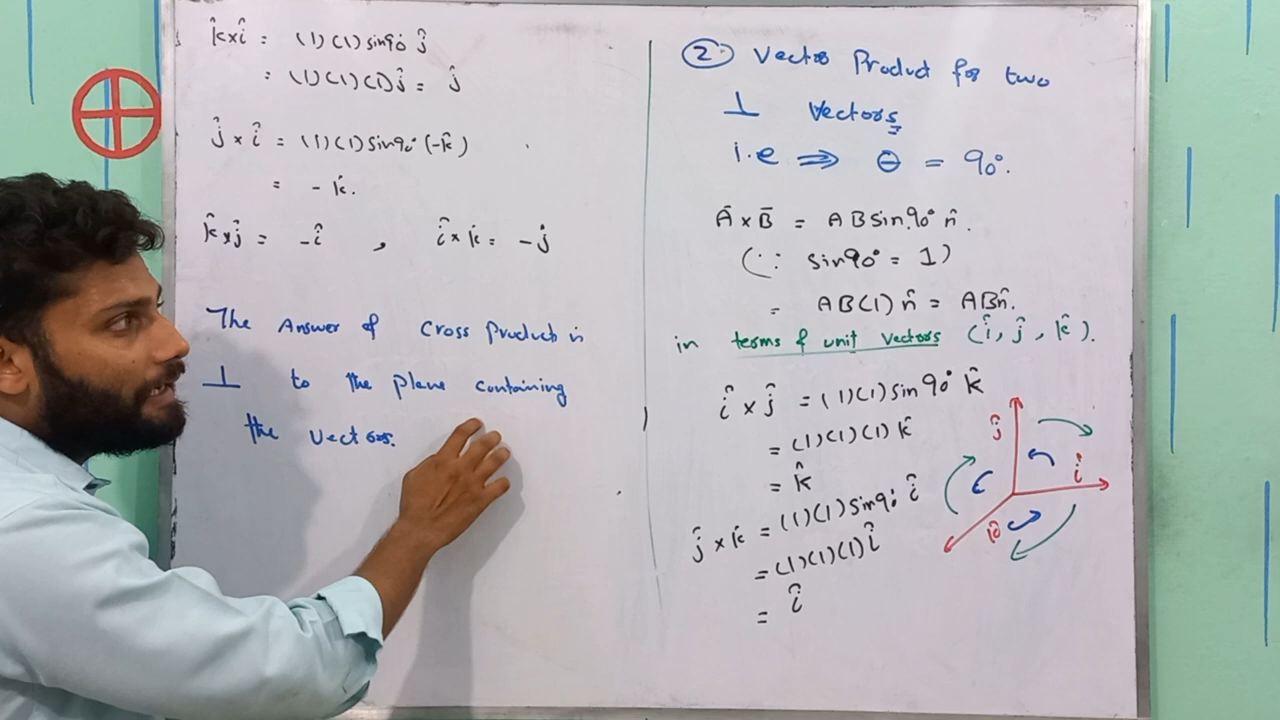 k̂×î = (1)(1) sin90° ĵ
= (1)(1)(1)ĵ = ĵ
ĵ × î = (1)(1) sin90° (-k̂)
= - k̂.
k̂×ĵ = -î , î×k̂ = -ĵ
The Answer of cross Product is
⊥ to the plane containing
the vectors.
② Vector Product for two
⊥ Vectors
i.e ⇒ θ = 90°.
Ā × B̄ = AB sin90° n̂.
(∵ sin90° = 1)
= AB(1) n̂ = ABn̂.
in terms of unit vectors (î, ĵ, k̂).
î × ĵ = (1)(1) sin 90° k̂
= (1)(1)(1) k̂
= k̂
ĵ × k̂ = (1)(1) sin90° î
= (1)(1)(1) î
= î
ĵ
î
k̂